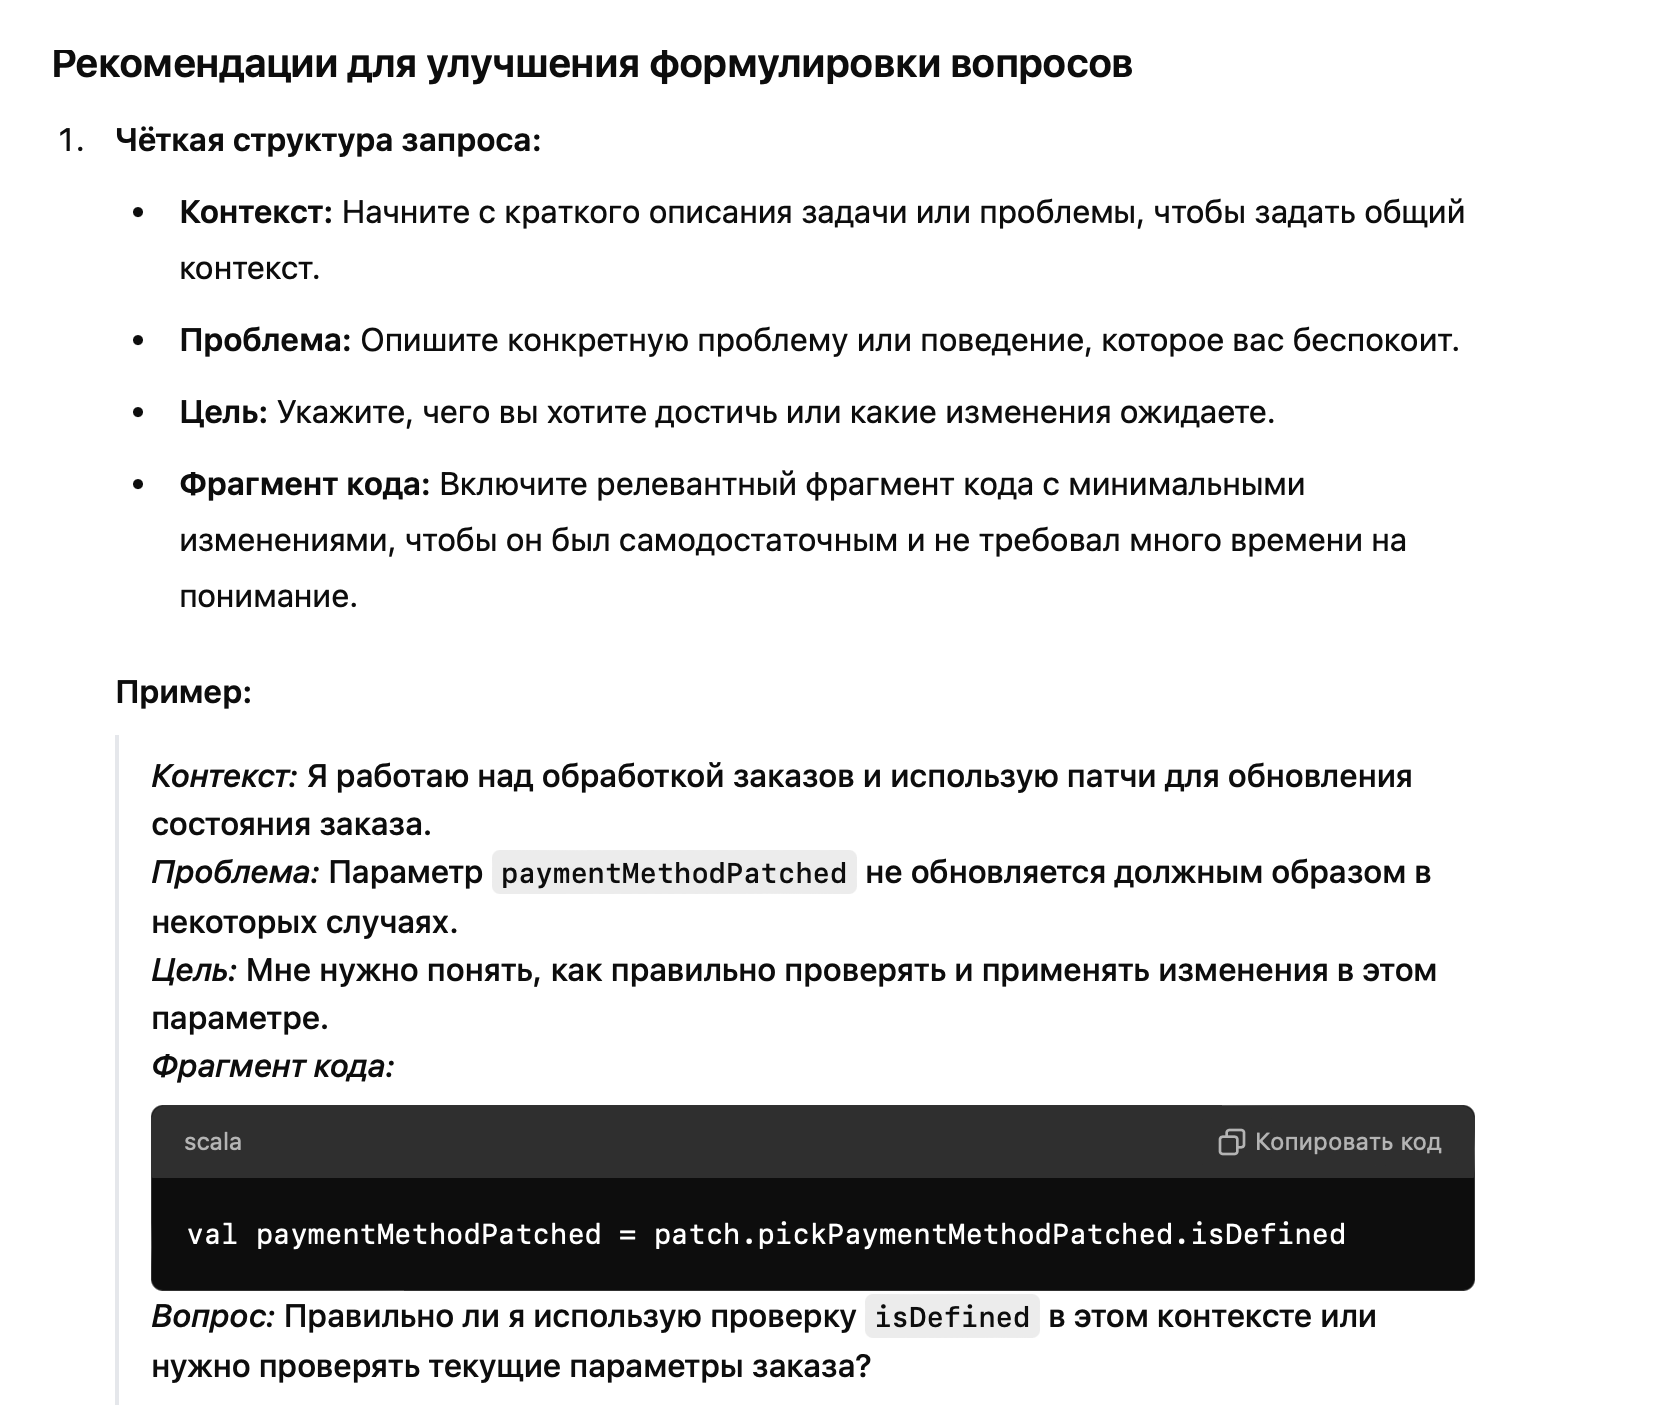 Рекомендации для улучшения формулировки вопросов
1. Чёткая структура запроса:
• Контекст: Начните с краткого описания задачи или проблемы, чтобы задать общий
контекст.
• Проблема: Опишите конкретную проблему или поведение, которое вас беспокоит.
• Цель: Укажите, чего вы хотите достичь или какие изменения ожидаете.
• Фрагмент кода: Включите релевантный фрагмент кода с минимальными
изменениями, чтобы он был самодостаточным и не требовал много времени на
понимание.
Пример:
Контекст: Я работаю над обработкой заказов и использую патчи для обновления
состояния заказа.
Проблема: Параметр paymentMethodPatched не обновляется должным образом в
некоторых случаях.
Цель: Мне нужно понять, как правильно проверять и применять изменения в этом
параметре.
Фрагмент кода:
scala Копировать код
val paymentMethodPatched = patch.pickPaymentMethodPatched.isDefined
Вопрос: Правильно ли я использую проверку isDefined в этом контексте или
нужно проверять текущие параметры заказа?